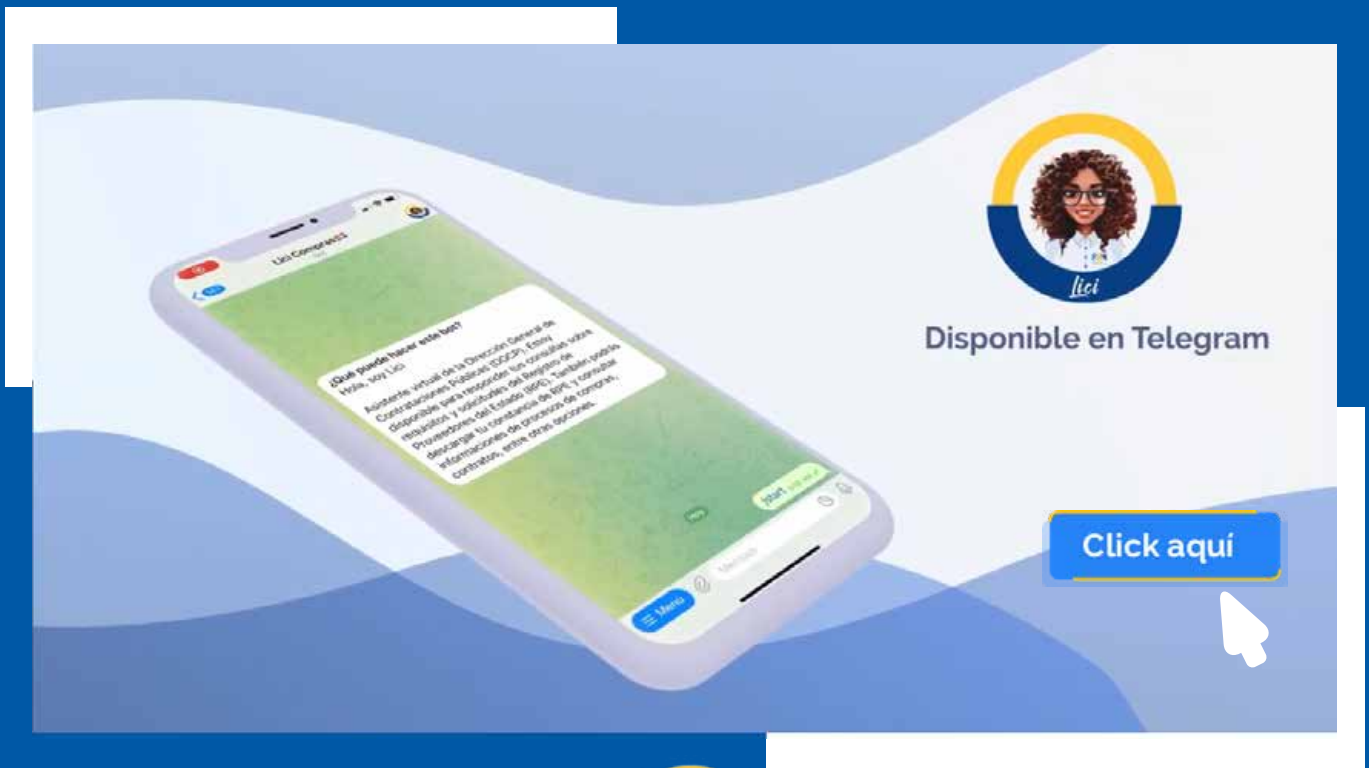 Lici Compras
bot
¿Qué puede hacer este bot?
Hola, soy Lici
Asistente virtual de la Dirección General de
Contrataciones Públicas (DGCP). Estoy
disponible para responder tus consultas sobre
requisitos y solicitudes del Registro de
Proveedores del Estado (RPE). También podrás
descargar tu constancia de RPE y consultar
informaciones de procesos de compras,
contratos, entre otras opciones.
/start
Menú
Lici
Disponible en Telegram
Click aquí